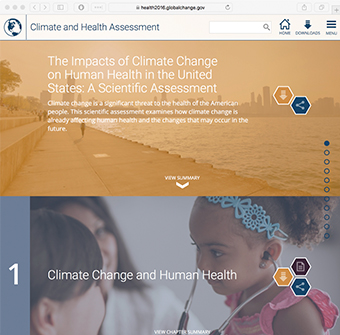 health2016.globalchange.gov
Climate and Health Assessment
HOME
DOWNLOADS
MENU
The Impacts of Climate Change
on Human Health in the United
States: A Scientific Assessment
Climate change is a significant threat to the health of the American
people. This scientific assessment examines how climate change is
already affecting human health and the changes that may occur in the
future.
VIEW SUMMARY
1
Climate Change and Human Health
VIEW CHAPTER SUMMARY